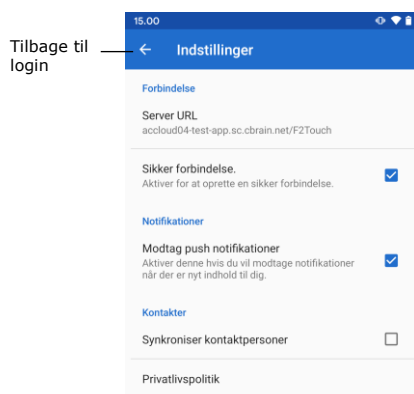 15.00
Tilbage til
login
Indstillinger
Forbindelse
Server URL
accloud04-test-app.sc.cbrain.net/F2Touch
Sikker forbindelse.
Aktiver for at oprette en sikker forbindelse.
Notifikationer
Modtag push notifikationer
Aktiver denne hvis du vil modtage notifikationer
når der er nyt indhold til dig.
Kontakter
Synkroniser kontaktpersoner
Privatlivspolitik